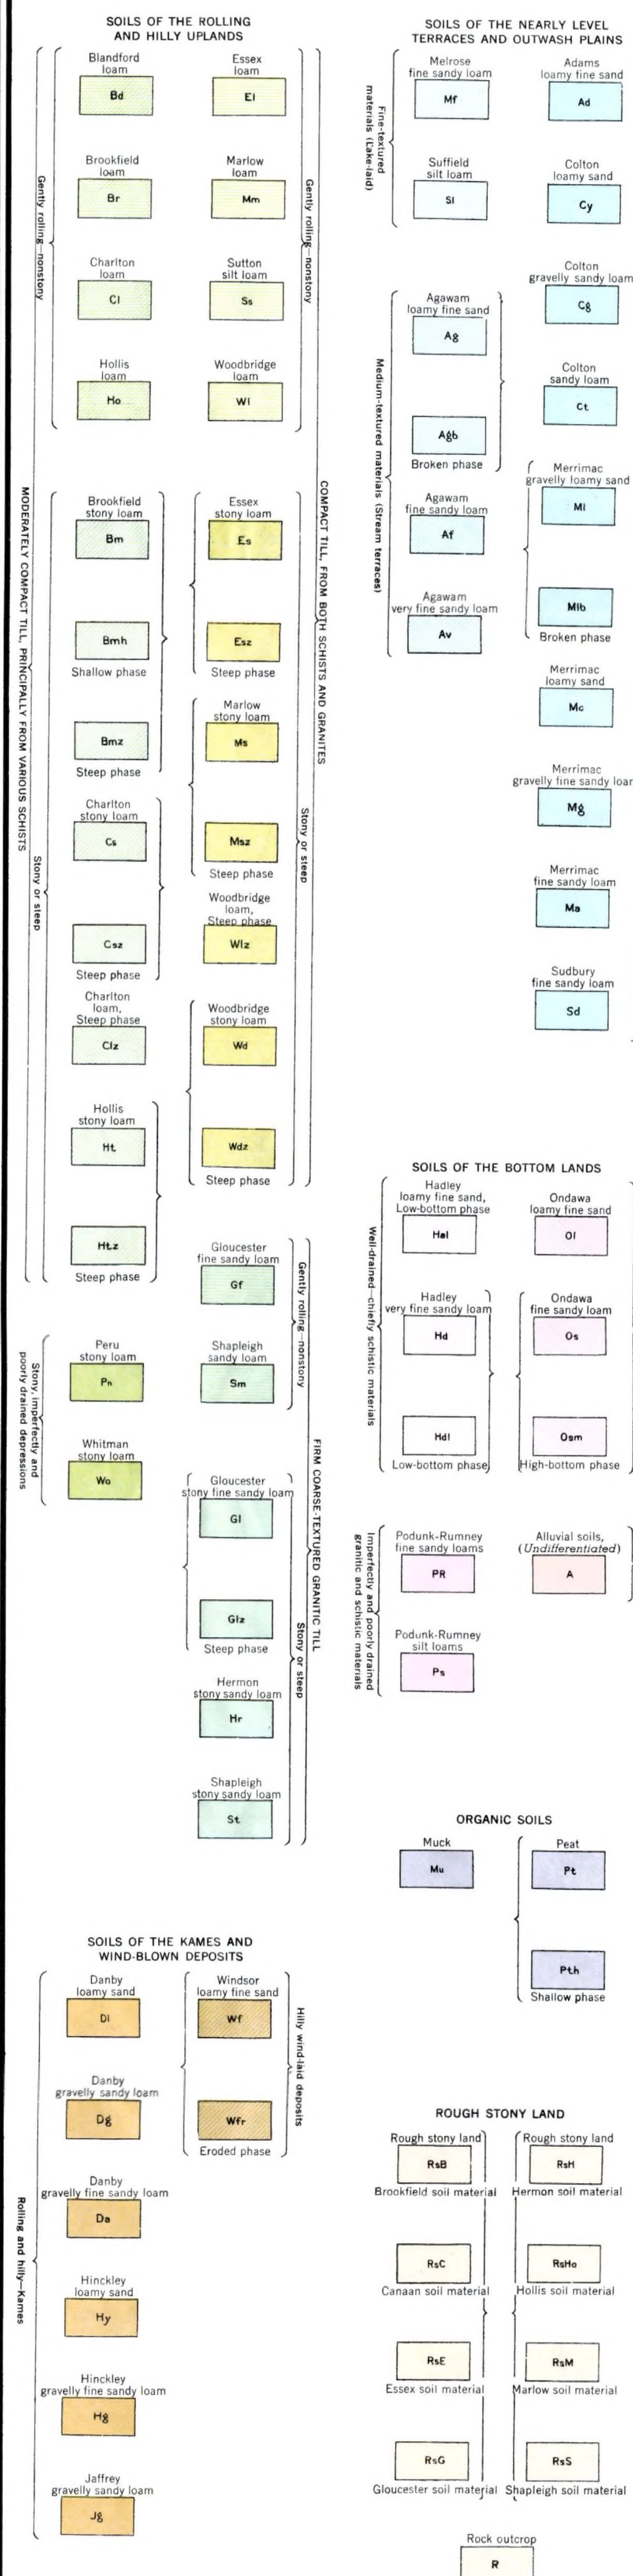 SOILS OF THE ROLLING
AND HILLY UPLANDS
MODERATELY COMPACT TILL, PRINCIPALLY FROM VARIOUS SCHISTS
Gently rolling—nonstony
Blandford
loam
Bd
Brookfield
loam
Br
Charlton
loam
Cl
Hollis
loam
Ho
Stony or steep
Brookfield
stony loam
Bm
Bmh
Shallow phase
Bmz
Steep phase
Charlton
stony loam
Cs
Csz
Steep phase
Charlton
loam,
Steep phase
Clz
Hollis
stony loam
Ht
Htz
Steep phase
Stony, imperfectly and
poorly drained depressions
Peru
stony loam
Pn
Whitman
stony loam
Wo
COMPACT TILL, FROM BOTH SCHISTS AND GRANITES
Gently rolling—nonstony
Essex
loam
El
Marlow
loam
Mm
Sutton
silt loam
Ss
Woodbridge
loam
Wl
Stony or steep
Essex
stony loam
Es
Esz
Steep phase
Marlow
stony loam
Ms
Msz
Steep phase
Woodbridge
loam,
Steep phase
Wlz
Woodbridge
stony loam
Wd
Wdz
Steep phase
FIRM COARSE-TEXTURED GRANITIC TILL
Gently rolling—nonstony
Gloucester
fine sandy loam
Gf
Shapleigh
sandy loam
Sm
Stony or steep
Gloucester
stony fine sandy loam
Gl
Glz
Steep phase
Hermon
stony sandy loam
Hr
Shapleigh
stony sandy loam
St
SOILS OF THE KAMES AND
WIND-BLOWN DEPOSITS
Rolling and hilly—Kames
Danby
loamy sand
Dl
Danby
gravelly sandy loam
Dg
Danby
gravelly fine sandy loam
Da
Hinckley
loamy sand
Hy
Hinckley
gravelly fine sandy loam
Hg
Jaffrey
gravelly sandy loam
Jg
Hilly wind-laid deposits
Windsor
loamy fine sand
Wf
Wfr
Eroded phase
SOILS OF THE NEARLY LEVEL
TERRACES AND OUTWASH PLAINS
Fine-textured
materials (Lake-laid)
Melrose
fine sandy loam
Mf
Suffield
silt loam
Sl
Medium-textured materials (Stream terraces)
Agawam
loamy fine sand
Ag
Agb
Broken phase
Agawam
fine sandy loam
Af
Agawam
very fine sandy loam
Av
Adams
loamy fine sand
Ad
Colton
loamy sand
Cy
Colton
gravelly sandy loam
Cg
Colton
sandy loam
Ct
Merrimac
gravelly loamy sand
Ml
Mlb
Broken phase
Merrimac
loamy sand
Mc
Merrimac
gravelly fine sandy loam
Mg
Merrimac
fine sandy loam
Ma
Sudbury
fine sandy loam
Sd
SOILS OF THE BOTTOM LANDS
Well-drained—chiefly schistic materials
Hadley
loamy fine sand,
Low-bottom phase
Hal
Hadley
very fine sandy loam
Hd
Hdl
Low-bottom phase
Ondawa
loamy fine sand
Ol
Ondawa
fine sandy loam
Os
Osm
High-bottom phase
Imperfectly and poorly drained
granitic and schistic materials
Podunk-Rumney
fine sandy loams
PR
Podunk-Rumney
silt loams
Ps
Alluvial soils,
(Undifferentiated)
A
ORGANIC SOILS
Muck
Mu
Peat
Pt
Pth
Shallow phase
ROUGH STONY LAND
Rough stony land
RsB
Brookfield soil material
RsC
Canaan soil material
RsE
Essex soil material
RsG
Gloucester soil material
Rough stony land
RsH
Hermon soil material
RsHo
Hollis soil material
RsM
Marlow soil material
RsS
Shapleigh soil material
Rock outcrop
R